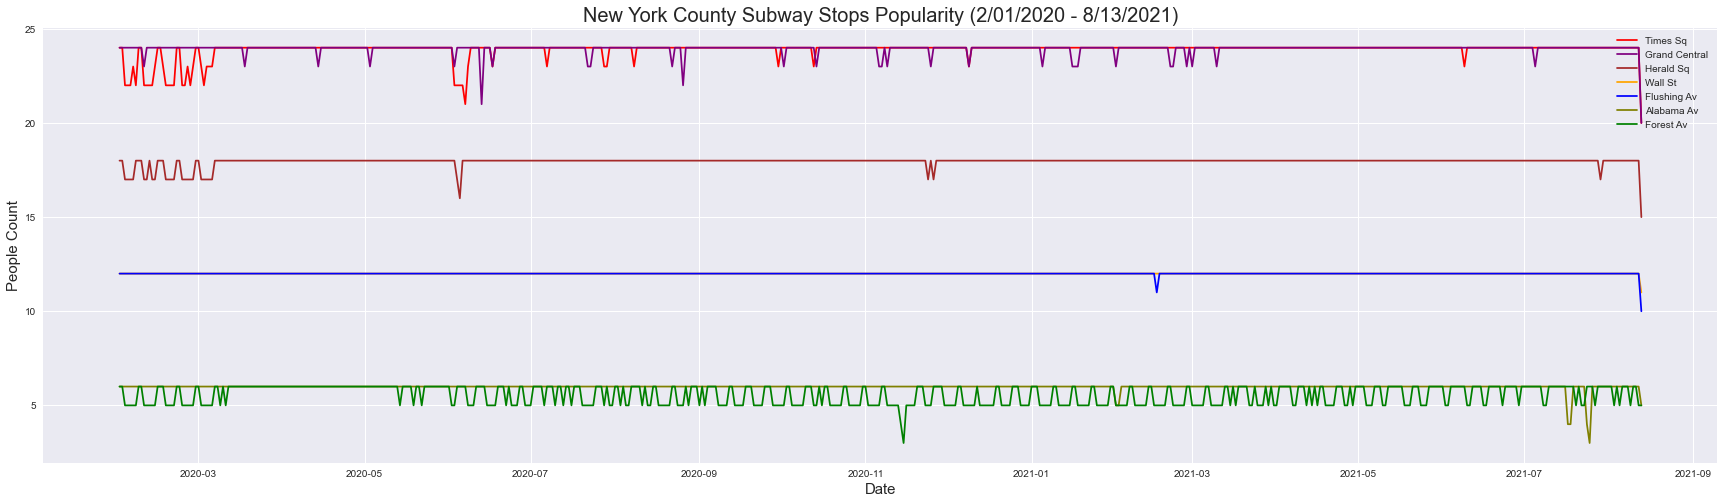 New York County Subway Stops Popularity (2/01/2020 - 8/13/2021)
25
20
15
10
5
People Count
Times Sq
Grand Central
Herald Sq
Wall St
Flushing Av
Alabama Av
Forest Av
2020-03
2020-05
2020-07
2020-09
2020-11
2021-01
2021-03
2021-05
2021-07
2021-09
Date